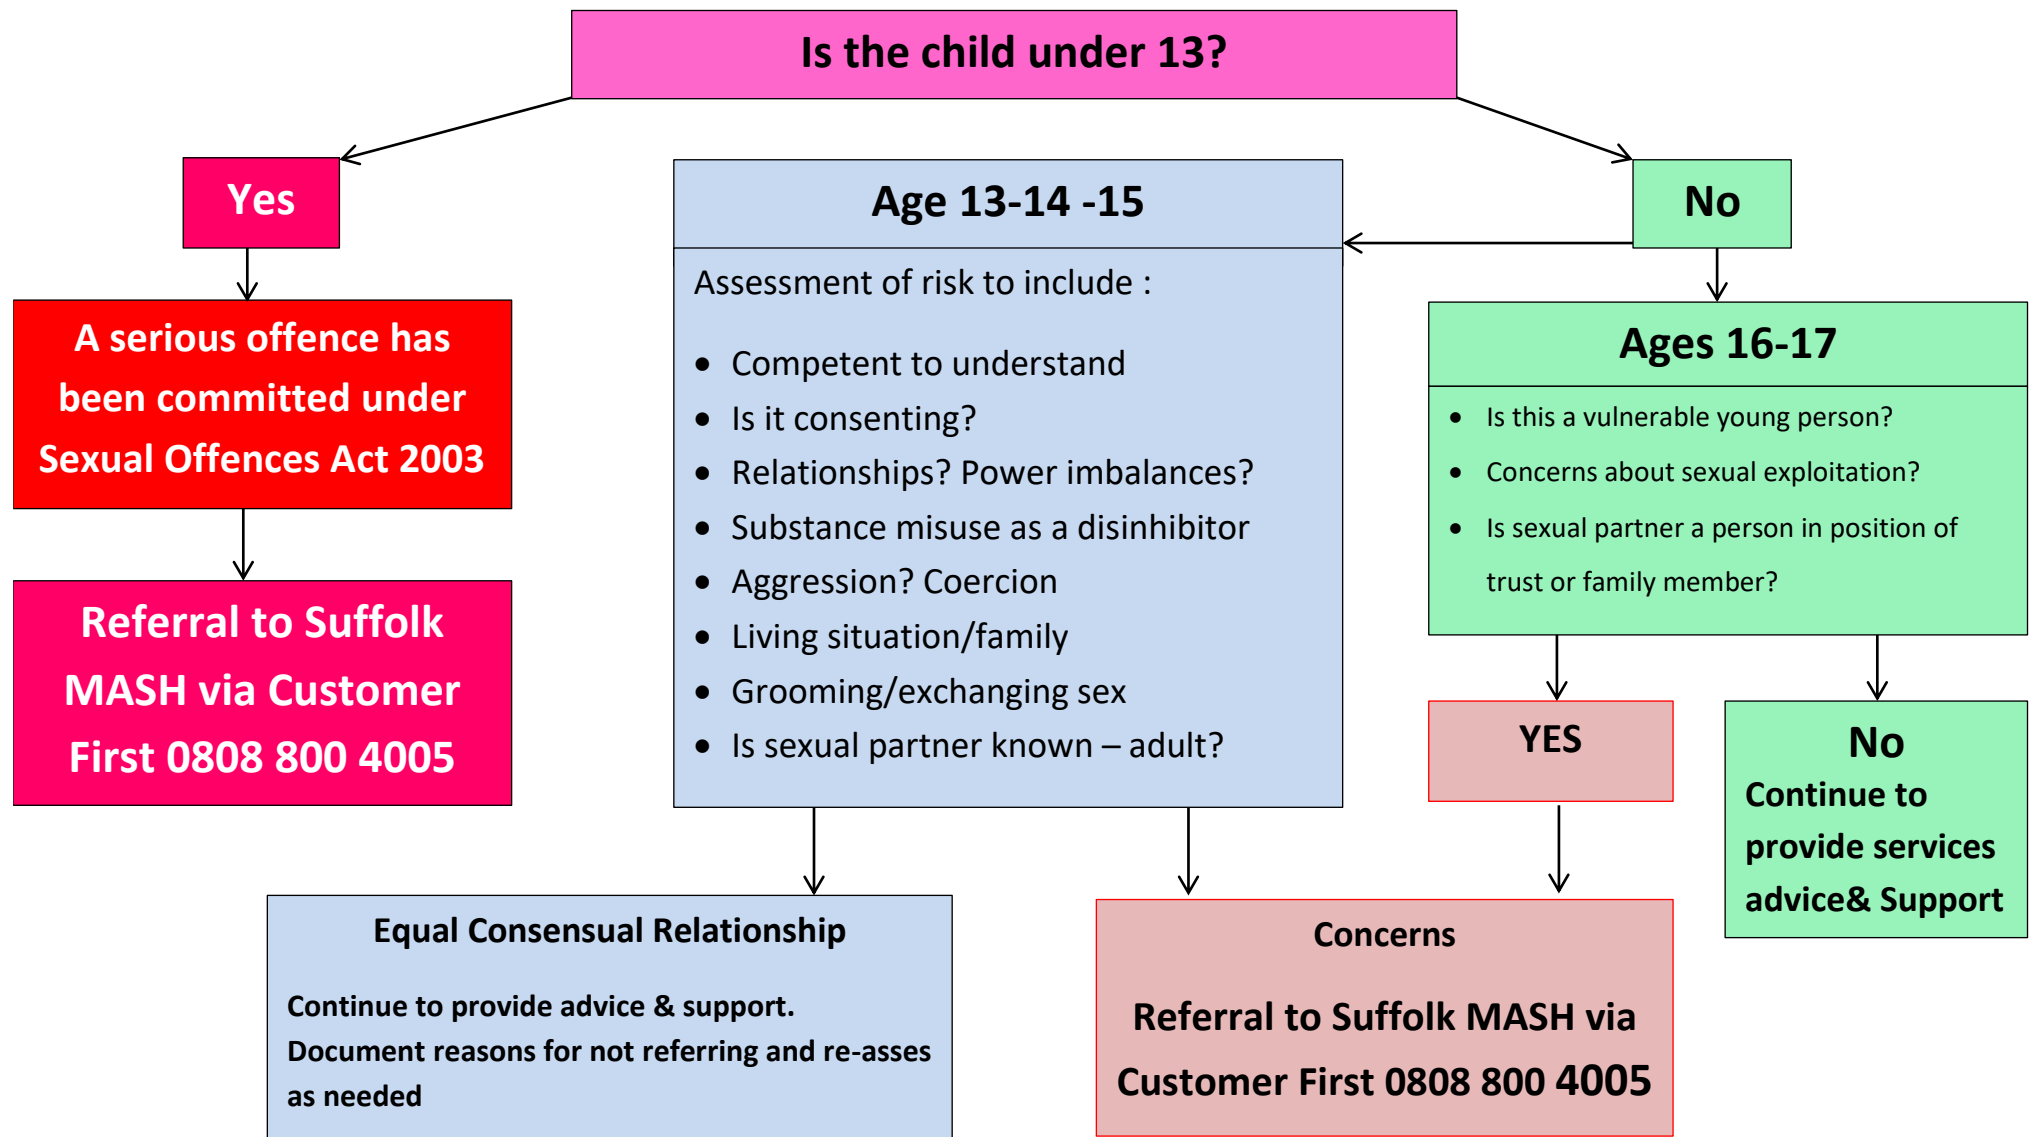 Is the child under 13?
Yes
A serious offence has
been committed under
Sexual Offences Act 2003
Referral to Suffolk
MASH via Customer
First 0808 800 4005
Age 13-14 -15
Assessment of risk to include :
• Competent to understand
• Is it consenting?
• Relationships? Power imbalances?
• Substance misuse as a disinhibitor
• Aggression? Coercion
• Living situation/family
• Grooming/exchanging sex
• Is sexual partner known – adult?
No
Ages 16-17
• Is this a vulnerable young person?
• Concerns about sexual exploitation?
• Is sexual partner a person in position of
trust or family member?
YES
No
Continue to
provide services
advice& Support
Equal Consensual Relationship
Continue to provide advice & support.
Document reasons for not referring and re-asses
as needed
Concerns
Referral to Suffolk MASH via
Customer First 0808 800 4005